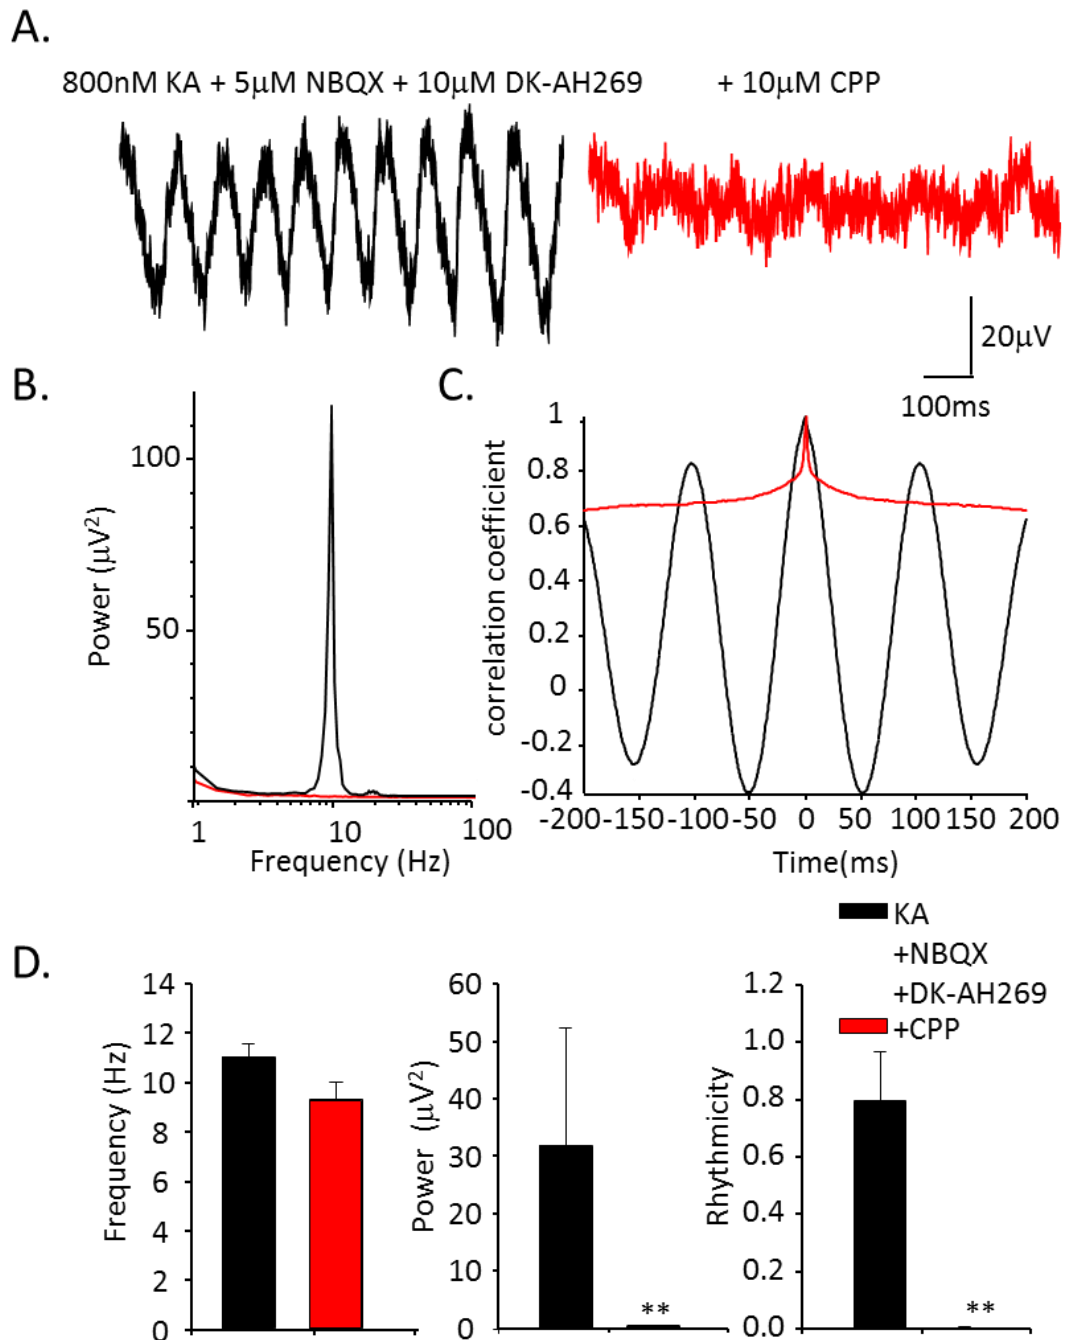 A.
800nM KA + 5μM NBQX + 10μM DK-AH269
+ 10μM CPP
20μV
100ms
B.
Power (μV²)
100
50
1
10
100
Frequency (Hz)
C.
correlation coefficient
1
0.8
0.6
0.4
0.2
0
-0.2
-0.4
-200
-150
-100
-50
0
50
100
150
200
Time(ms)
KA
+NBQX
+DK-AH269
+CPP
D.
Frequency (Hz)
14
12
10
8
6
4
2
0
Power (μV²)
60
50
40
30
20
10
0
**
Rhythmicity
1.2
1.0
0.8
0.6
0.4
0.2
0.0
**